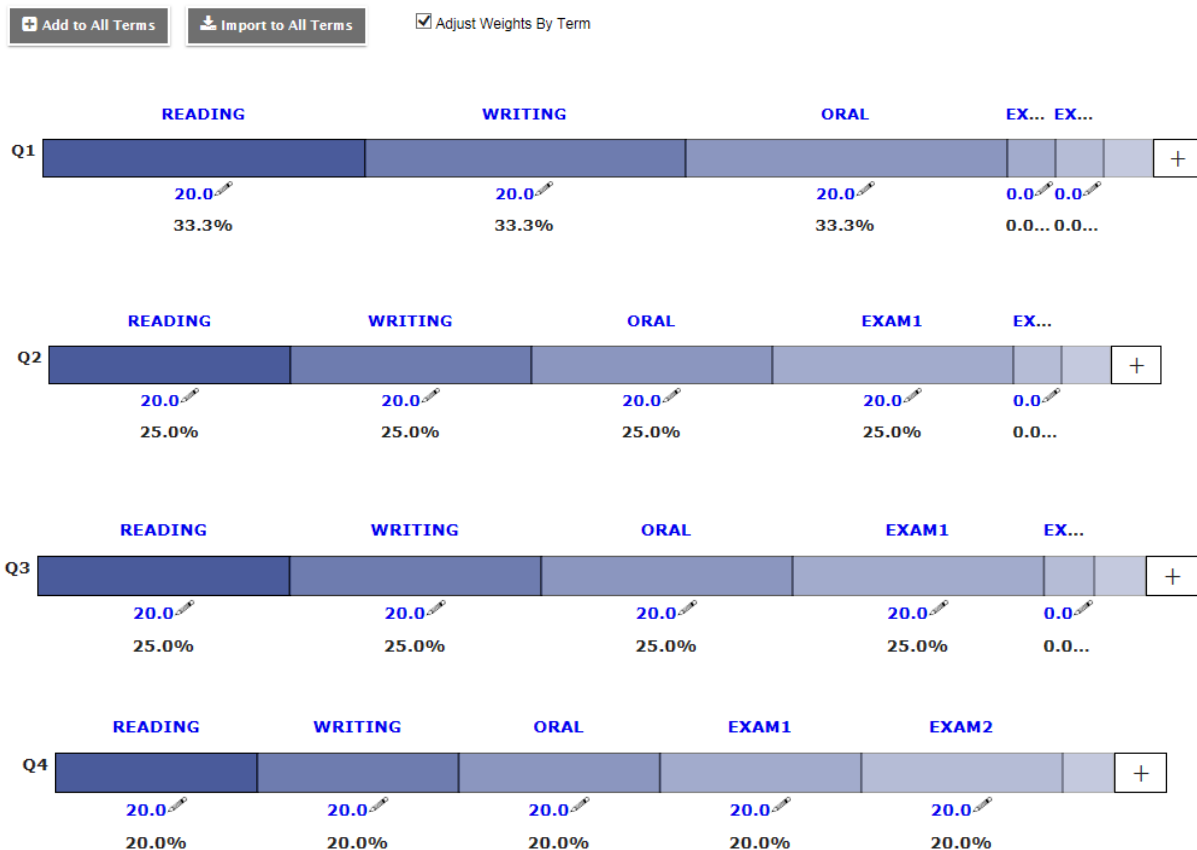 Add to All Terms Import to All Terms Adjust Weights By Term
READING WRITING ORAL EX... EX...
Q1 +
20.0 20.0 20.0 0.0 0.0
33.3% 33.3% 33.3% 0.0... 0.0...
READING WRITING ORAL EXAM1 EX...
Q2 +
20.0 20.0 20.0 20.0 0.0
25.0% 25.0% 25.0% 25.0% 0.0...
READING WRITING ORAL EXAM1 EX...
Q3 +
20.0 20.0 20.0 20.0 0.0
25.0% 25.0% 25.0% 25.0% 0.0...
READING WRITING ORAL EXAM1 EXAM2
Q4 +
20.0 20.0 20.0 20.0 20.0
20.0% 20.0% 20.0% 20.0% 20.0%